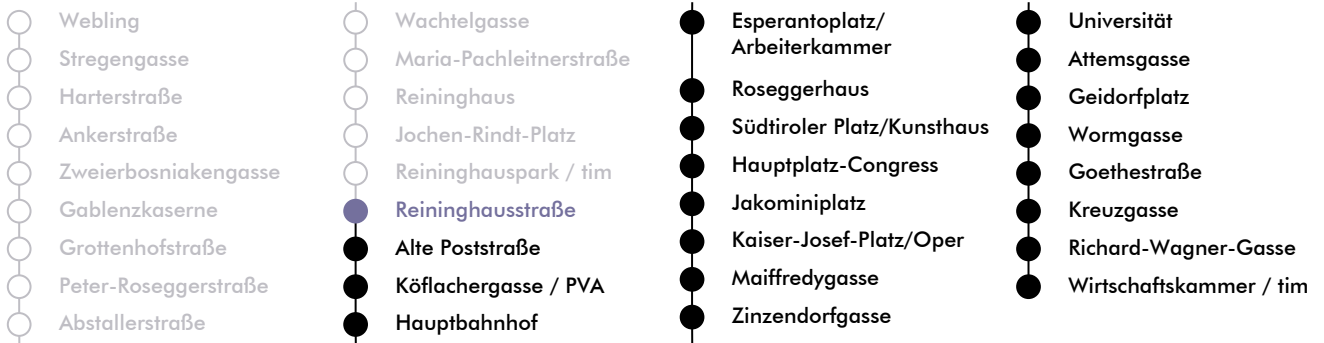 Webling
Stregengasse
Harterstraße
Ankerstraße
Zweierbosniakengasse
Gablenzkaserne
Grottenhofstraße
Peter-Roseggerstraße
Abstallerstraße
Wachtelgasse
Maria-Pachleitnerstraße
Reininghaus
Jochen-Rindt-Platz
Reininghauspark / tim
Reininghausstraße
Alte Poststraße
Köflachergasse / PVA
Hauptbahnhof
Esperantoplatz/
Arbeiterkammer
Roseggerhaus
Südtiroler Platz/Kunsthaus
Hauptplatz-Congress
Jakominiplatz
Kaiser-Josef-Platz/Oper
Maiffredygasse
Zinzendorfgasse
Universität
Attemsgasse
Geidorfplatz
Wormgasse
Goethestraße
Kreuzgasse
Richard-Wagner-Gasse
Wirtschaftskammer / tim